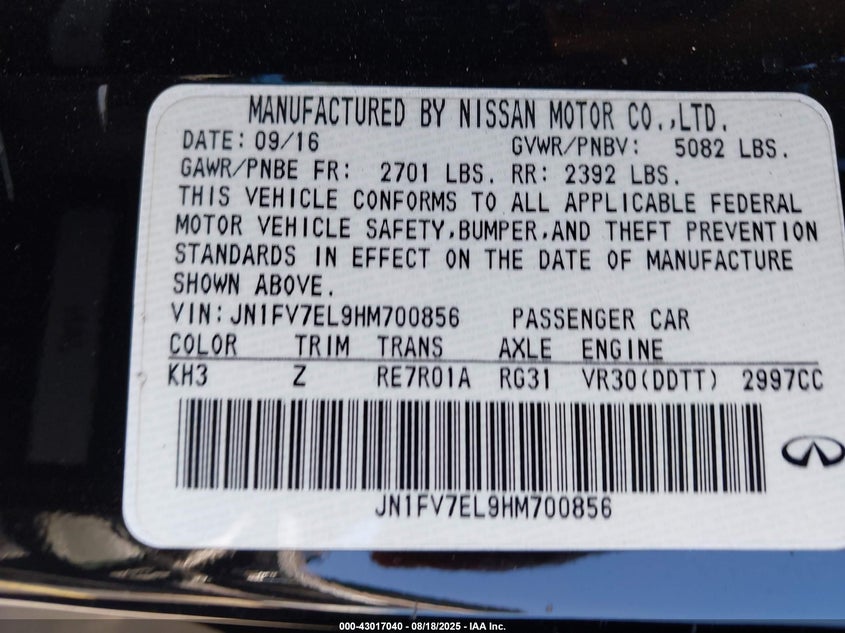 MANUFACTURED BY NISSAN MOTOR CO.,LTD.
DATE: 09/16 GVWR/PNBV: 5082 LBS.
GAWR/PNBE FR: 2701 LBS. RR: 2392 LBS.
THIS VEHICLE CONFORMS TO ALL APPLICABLE FEDERAL
MOTOR VEHICLE SAFETY,BUMPER,AND THEFT PREVENTION
STANDARDS IN EFFECT ON THE DATE OF MANUFACTURE
SHOWN ABOVE.
VIN: JN1FV7EL9HM700856 PASSENGER CAR
COLOR TRIM TRANS AXLE ENGINE
KH3 Z RE7R01A RG31 VR30(DDTT) 2997CC
JN1FV7EL9HM700856
000-43017040 - 08/18/2025 - IAA Inc.